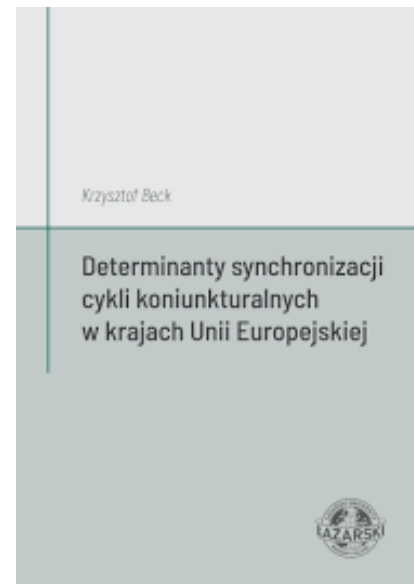 Krzysztof Beck
Determinanty synchronizacji
cykli koniunkturalnych
w krajach Unii Europejskiej
ŁAZARSKI